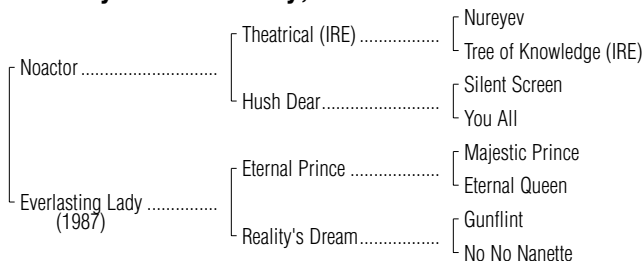 Nureyev
Theatrical (IRE)
Tree of Knowledge (IRE)
Noactor
Silent Screen
Hush Dear
You All
Majestic Prince
Eternal Prince
Eternal Queen
Everlasting Lady
(1987)
Gunflint
Reality's Dream
No No Nanette